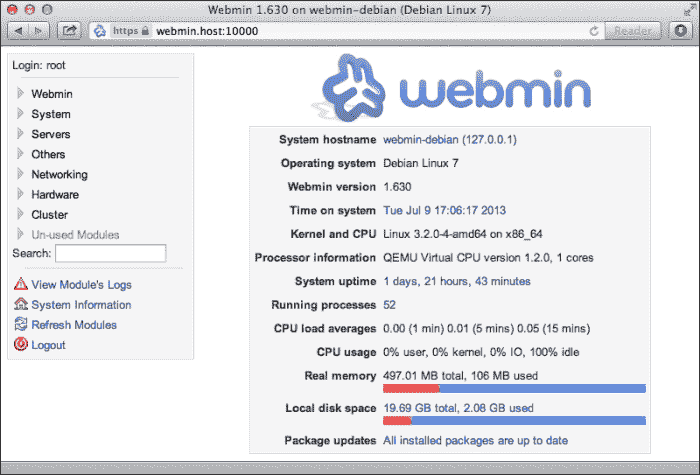 Webmin 1.630 on webmin-debian (Debian Linux 7)
https webmin.host:10000 Reader
Login: root
Webmin
System
Servers
Others
Networking
Hardware
Cluster
Un-used Modules
Search:
View Module's Logs
System Information
Refresh Modules
Logout
webmin
System hostname webmin-debian (127.0.0.1)
Operating system Debian Linux 7
Webmin version 1.630
Time on system Tue Jul 9 17:06:17 2013
Kernel and CPU Linux 3.2.0-4-amd64 on x86_64
Processor information QEMU Virtual CPU version 1.2.0, 1 cores
System uptime 1 days, 21 hours, 43 minutes
Running processes 52
CPU load averages 0.00 (1 min) 0.01 (5 mins) 0.05 (15 mins)
CPU usage 0% user, 0% kernel, 0% IO, 100% idle
Real memory 497.01 MB total, 106 MB used
Local disk space 19.69 GB total, 2.08 GB used
Package updates All installed packages are up to date